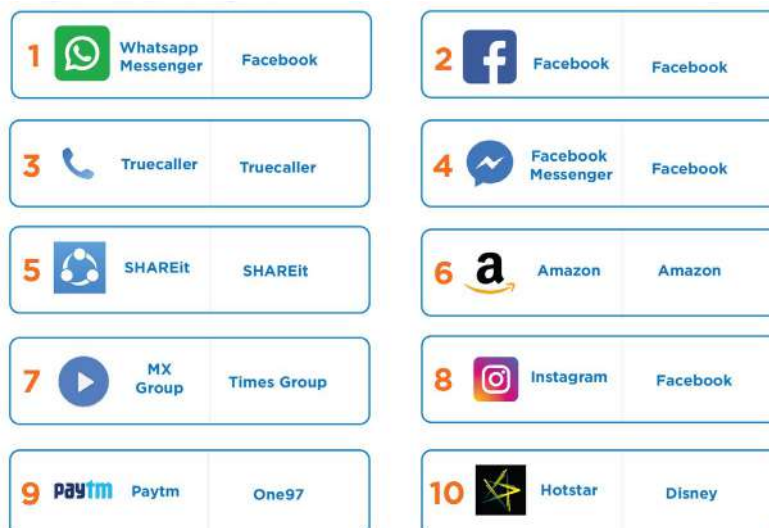 1 Whatsapp
Messenger Facebook
2 Facebook Facebook
3 Truecaller Truecaller
4 Facebook
Messenger Facebook
5 SHAREit SHAREit
6 a Amazon Amazon
7 MX
Group Times Group
8 Instagram Facebook
9 paytm Paytm One97
10 Hotstar Disney